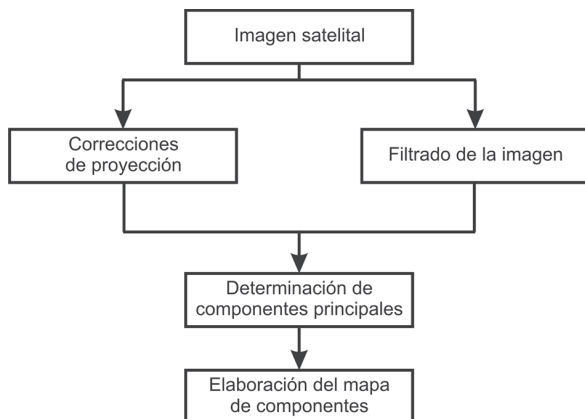 Imagen satelital
Correcciones
de proyección
Filtrado de la imagen
Determinación de
componentes principales
Elaboración del mapa
de componentes